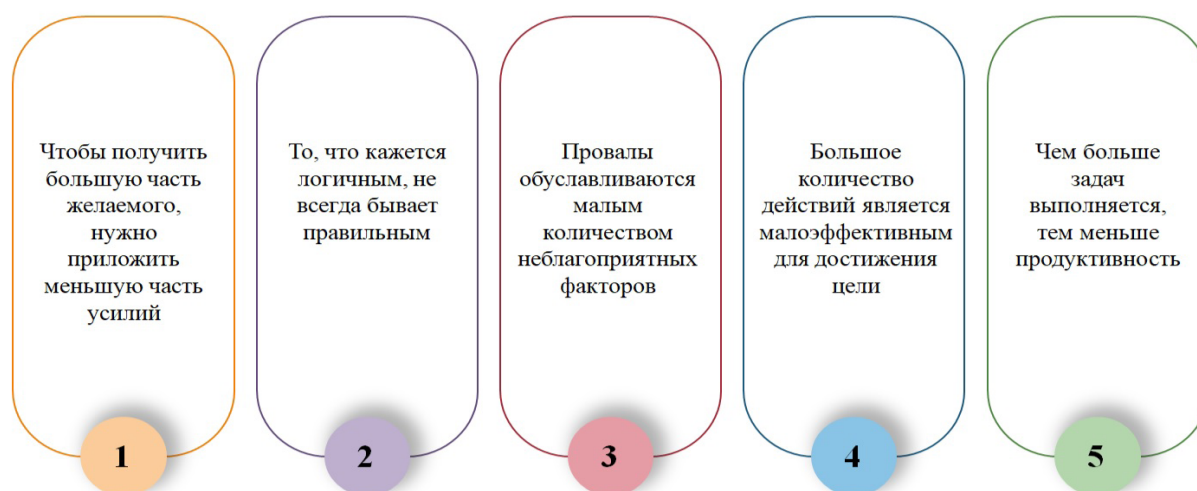 Чтобы получить
большую часть
желаемого,
нужно
приложить
меньшую часть
усилий
1
То, что кажется
логичным, не
всегда бывает
правильным
2
Провалы
обуславливаются
малым
количеством
неблагоприятных
факторов
3
Большое
количество
действий является
малоэффективным
для достижения
цели
4
Чем больше
задач
выполняется,
тем меньше
продуктивность
5